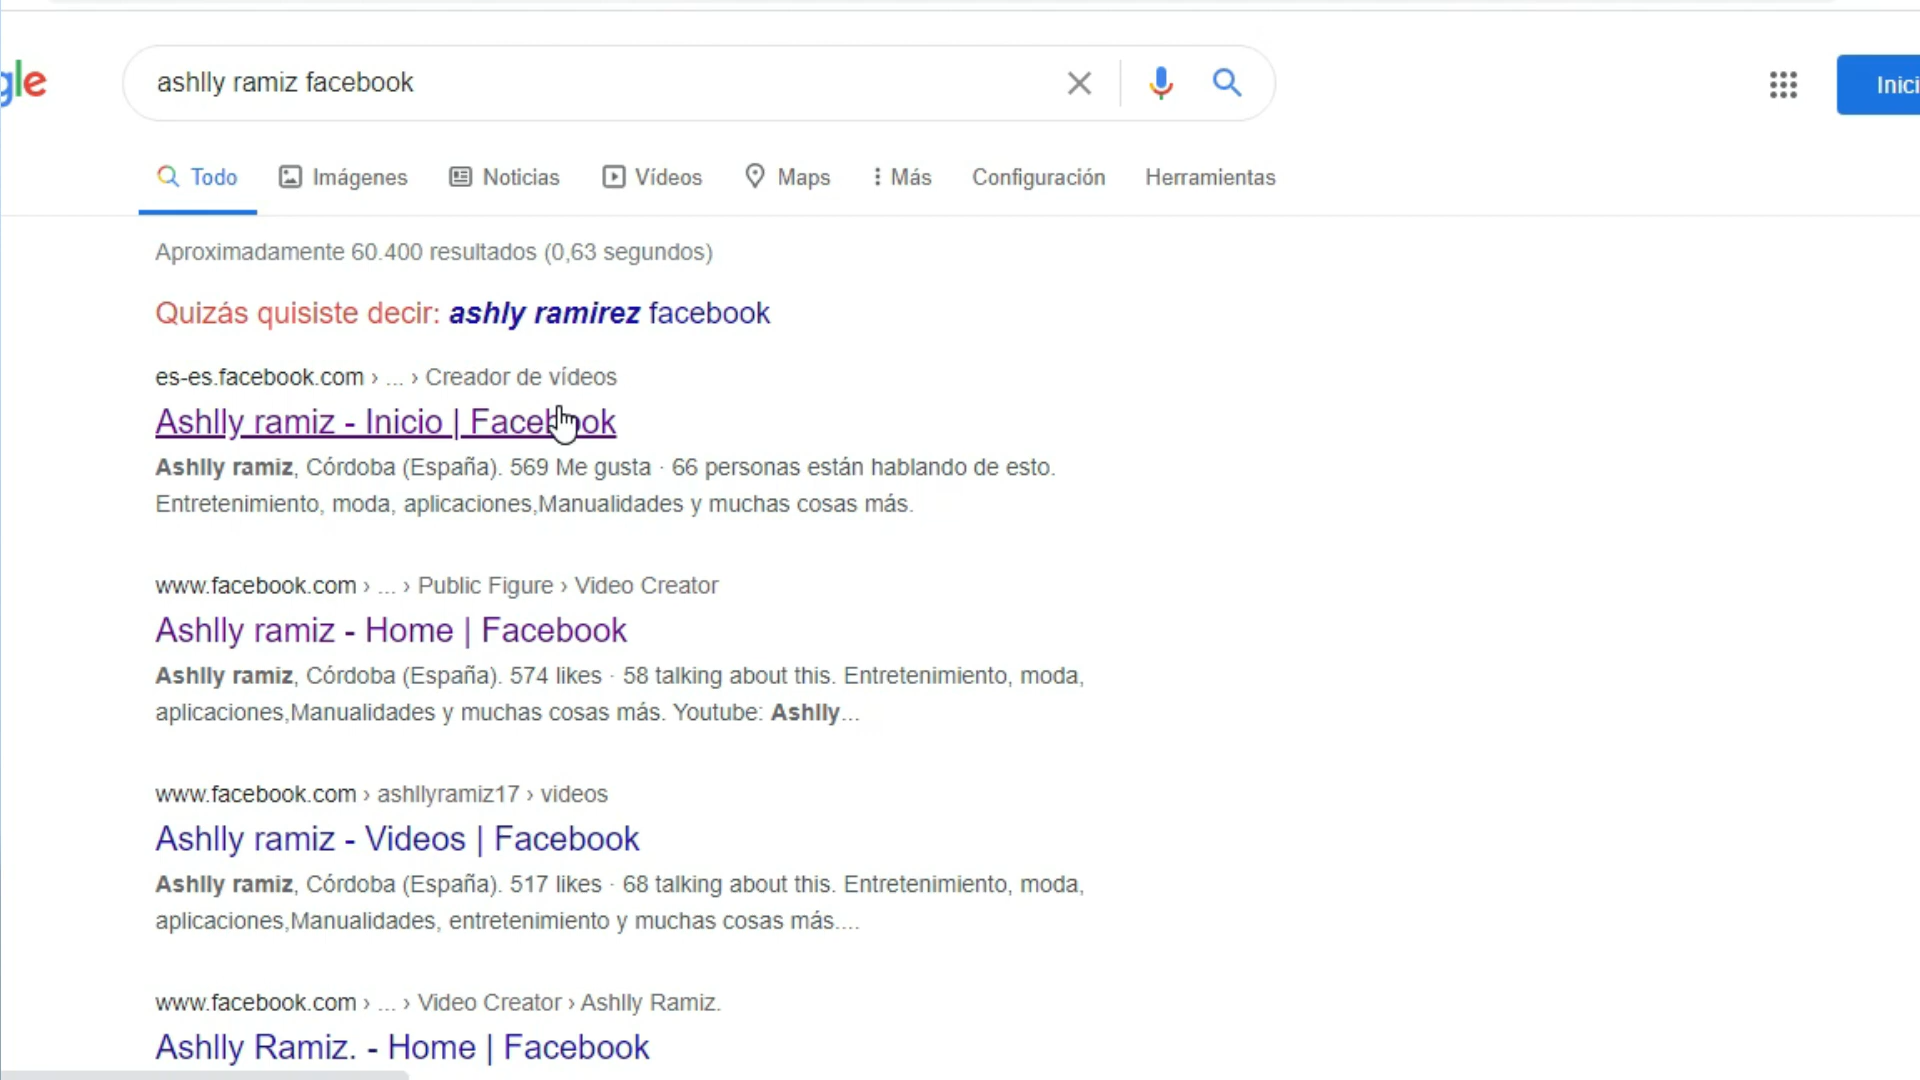 gle
ashlly ramiz facebook
Inici
Todo Imágenes Noticias Vídeos Maps Más Configuración Herramientas
Aproximadamente 60.400 resultados (0,63 segundos)
Quizás quisiste decir: ashly ramirez facebook
es-es.facebook.com › ... › Creador de vídeos
Ashlly ramiz - Inicio | Facebook
Ashlly ramiz, Córdoba (España). 569 Me gusta · 66 personas están hablando de esto.
Entretenimiento, moda, aplicaciones,Manualidades y muchas cosas más.
www.facebook.com › ... › Public Figure › Video Creator
Ashlly ramiz - Home | Facebook
Ashlly ramiz, Córdoba (España). 574 likes · 58 talking about this. Entretenimiento, moda,
aplicaciones,Manualidades y muchas cosas más. Youtube: Ashlly...
www.facebook.com › ashllyramiz17 › videos
Ashlly ramiz - Videos | Facebook
Ashlly ramiz, Córdoba (España). 517 likes · 68 talking about this. Entretenimiento, moda,
aplicaciones,Manualidades, entretenimiento y muchas cosas más....
www.facebook.com › ... › Video Creator › Ashlly Ramiz.
Ashlly Ramiz. - Home | Facebook